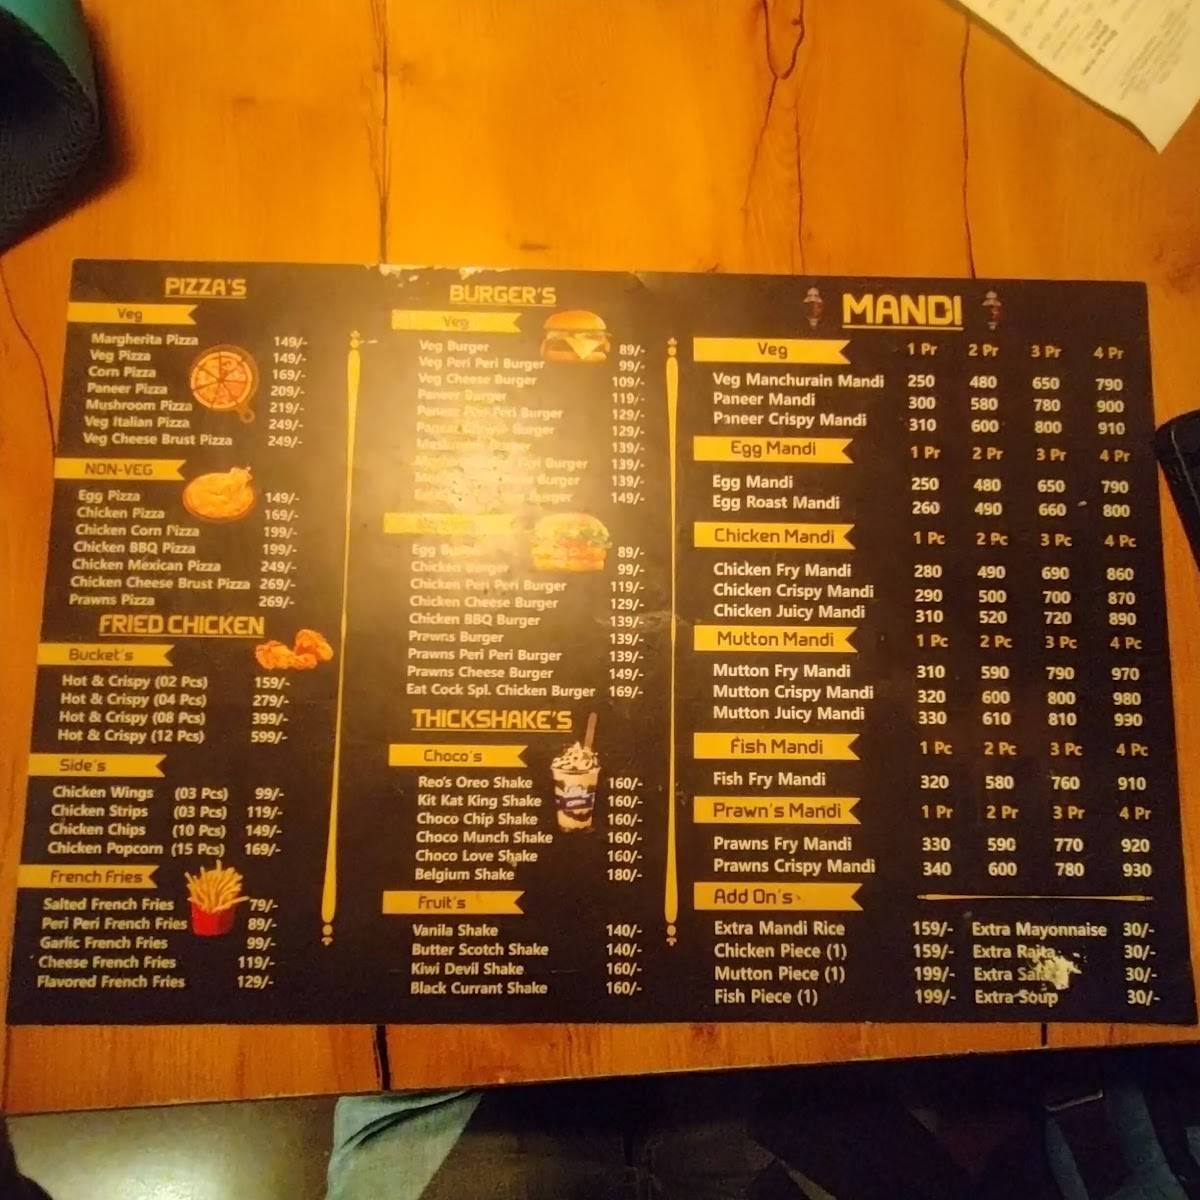 PIZZA'S
Veg
Margherita Pizza 149/-
Veg Pizza 149/-
Corn Pizza 169/-
Paneer Pizza 209/-
Mushroom Pizza 219/-
Veg Italian Pizza 249/-
Veg Cheese Brust Pizza 249/-
NON-VEG
Egg Pizza 149/-
Chicken Pizza 169/-
Chicken Corn Pizza 199/-
Chicken BBQ Pizza 199/-
Chicken Mexican Pizza 249/-
Chicken Cheese Brust Pizza 269/-
Prawns Pizza 269/-
FRIED CHICKEN
Bucket's
Hot & Crispy (02 Pcs) 159/-
Hot & Crispy (04 Pcs) 279/-
Hot & Crispy (08 Pcs) 399/-
Hot & Crispy (12 Pcs) 599/-
Side's
Chicken Wings (03 Pcs) 99/-
Chicken Strips (03 Pcs) 119/-
Chicken Chips (10 Pcs) 149/-
Chicken Popcorn (15 Pcs) 169/-
French Fries
Salted French Fries 79/-
Peri Peri French Fries 89/-
Garlic French Fries 99/-
Cheese French Fries 119/-
Flavored French Fries 129/-
BURGER'S
Veg
Veg Burger 89/-
Veg Peri Peri Burger 99/-
Veg Cheese Burger 109/-
Paneer Burger 119/-
Paneer Peri Peri Burger 129/-
Paneer Cheese Burger 129/-
Mushroom Burger 139/-
Peri Burger 139/-
Burger 139/-
Burger 149/-
Egg Burger 89/-
Chicken Burger 99/-
Chicken Peri Peri Burger 119/-
Chicken Cheese Burger 129/-
Chicken BBQ Burger 139/-
Prawns Burger 139/-
Prawns Peri Peri Burger 139/-
Prawns Cheese Burger 149/-
Eat Cock Spl. Chicken Burger 169/-
THICKSHAKE'S
Choco's
Reo's Oreo Shake 160/-
Kit Kat King Shake 160/-
Choco Chip Shake 160/-
Choco Munch Shake 160/-
Choco Love Shake 160/-
Belgium Shake 180/-
Fruit's
Vanila Shake 140/-
Butter Scotch Shake 140/-
Kiwi Devil Shake 160/-
Black Currant Shake 160/-
MANDI
Veg 1 Pr 2 Pr 3 Pr 4 Pr
Veg Manchurain Mandi 250 480 650 790
Paneer Mandi 300 580 780 900
Paneer Crispy Mandi 310 600 800 910
Egg Mandi 1 Pr 2 Pr 3 Pr 4 Pr
Egg Mandi 250 480 650 790
Egg Roast Mandi 260 490 660 800
Chicken Mandi 1 Pc 2 Pc 3 Pc 4 Pc
Chicken Fry Mandi 280 490 690 860
Chicken Crispy Mandi 290 500 700 870
Chicken Juicy Mandi 310 520 720 890
Mutton Mandi 1 Pc 2 Pc 3 Pc 4 Pc
Mutton Fry Mandi 310 590 790 970
Mutton Crispy Mandi 320 600 800 980
Mutton Juicy Mandi 330 610 810 990
Fish Mandi 1 Pc 2 Pc 3 Pc 4 Pc
Fish Fry Mandi 320 580 760 910
Prawn's Mandi 1 Pr 2 Pr 3 Pr 4 Pr
Prawns Fry Mandi 330 590 770 920
Prawns Crispy Mandi 340 600 780 930
Add On's
Extra Mandi Rice 159/- Extra Mayonnaise 30/-
Chicken Piece (1) 159/- Extra Raita 30/-
Mutton Piece (1) 199/- Extra 30/-
Fish Piece (1) 199/- Extra Soup 30/-